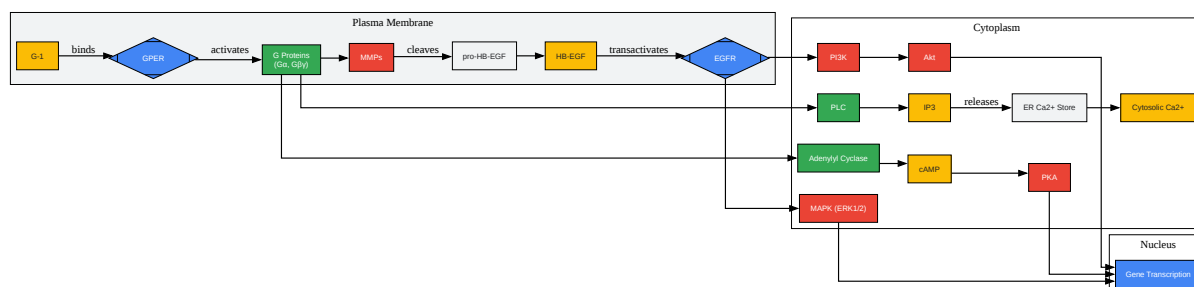 Plasma Membrane
Cytoplasm
G-1
binds
GPER
activates
G Proteins
(Gα, Gβγ)
MMPs
cleaves
pro-HB-EGF
HB-EGF
transactivates
EGFR
PI3K
Akt
PLC
IP3
releases
ER Ca2+ Store
Cytosolic Ca2+
Adenylyl Cyclase
cAMP
PKA
MAPK (ERK1/2)
Nucleus
Gene Transcription